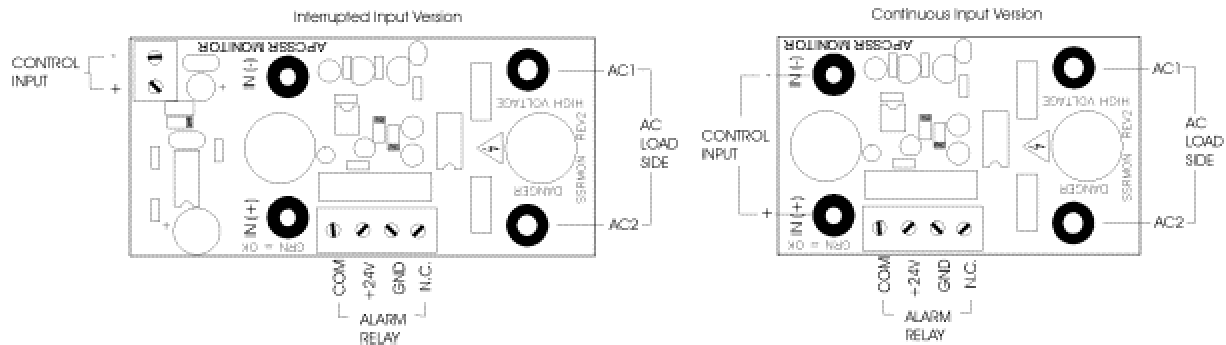 Interrupted Input Version
CONTROL
INPUT
-
+
APCSSR MONITOR
IN (-)
IN (+)
GRN = OK
HIGH VOLTAGE
DANGER
SSRMON REV2
AC1
AC
LOAD
SIDE
AC2
COM
+24V
GND
N.C.
ALARM
RELAY
Continuous Input Version
CONTROL
INPUT
-
+
APCSSR MONITOR
IN (-)
IN (+)
GRN = OK
HIGH VOLTAGE
DANGER
SSRMON REV2
AC1
AC
LOAD
SIDE
AC2
COM
+24V
GND
N.C.
ALARM
RELAY